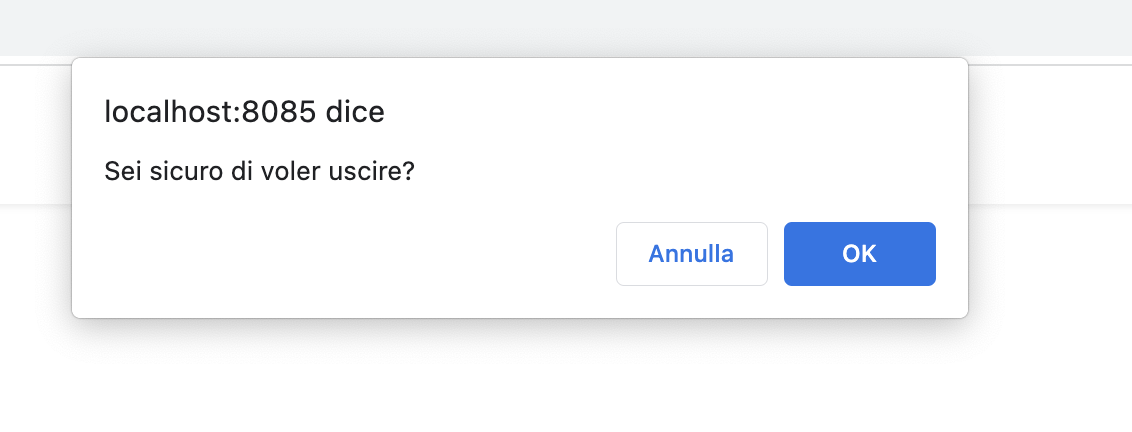 localhost:8085 dice
Sei sicuro di voler uscire?
Annulla
OK